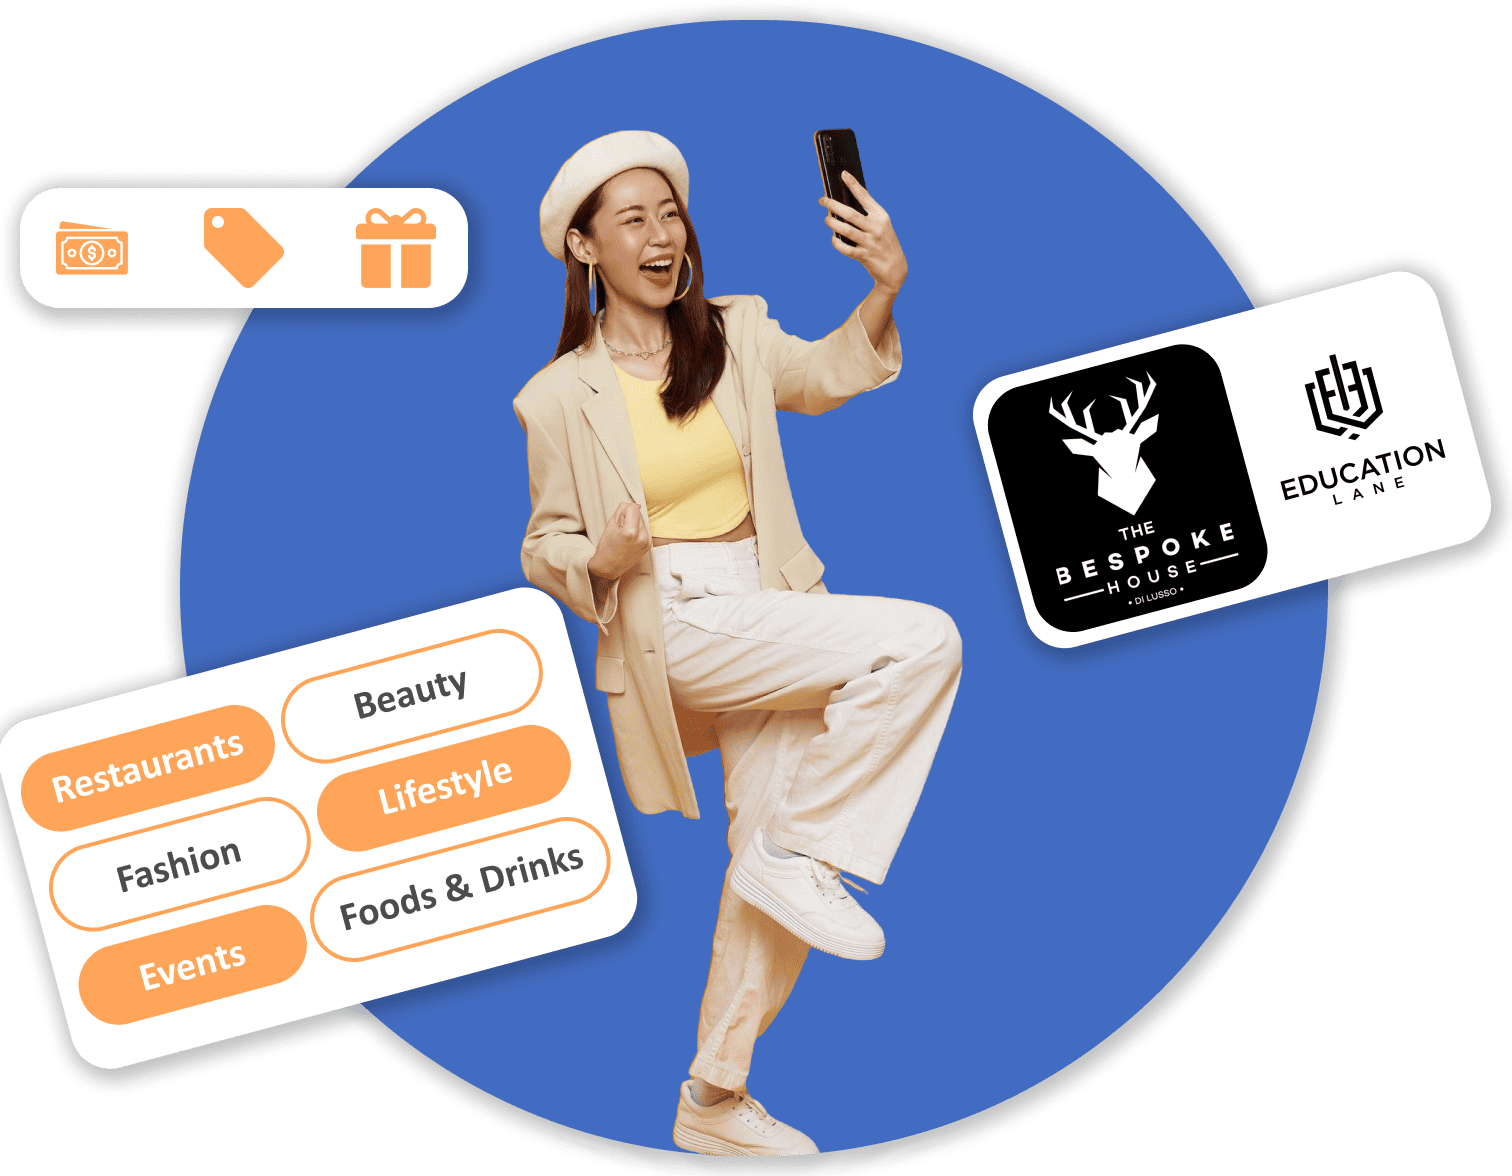 $
THE
BESPOKE
HOUSE
• DI LUSSO •
EDUCATION
LANE
Beauty
Restaurants
Lifestyle
Fashion
Foods & Drinks
Events